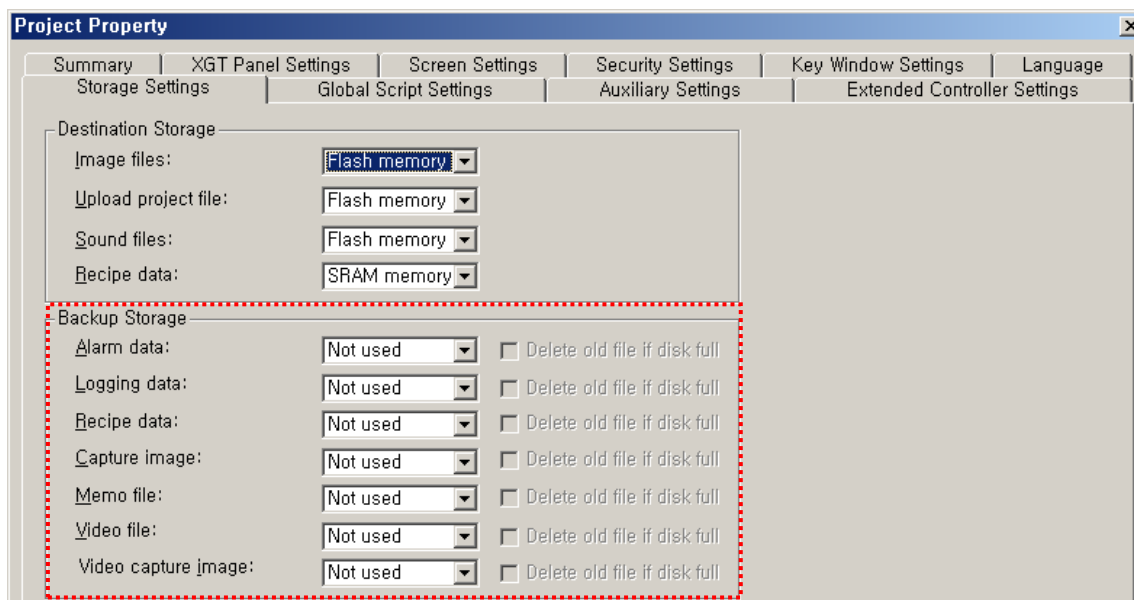 Project Property
Summary XGT Panel Settings Screen Settings Security Settings Key Window Settings Language
Storage Settings Global Script Settings Auxiliary Settings Extended Controller Settings
Destination Storage
Image files: Flash memory
Upload project file: Flash memory
Sound files: Flash memory
Recipe data: SRAM memory
Backup Storage
Alarm data: Not used Delete old file if disk full
Logging data: Not used Delete old file if disk full
Recipe data: Not used Delete old file if disk full
Capture image: Not used Delete old file if disk full
Memo file: Not used Delete old file if disk full
Video file: Not used Delete old file if disk full
Video capture image: Not used Delete old file if disk full